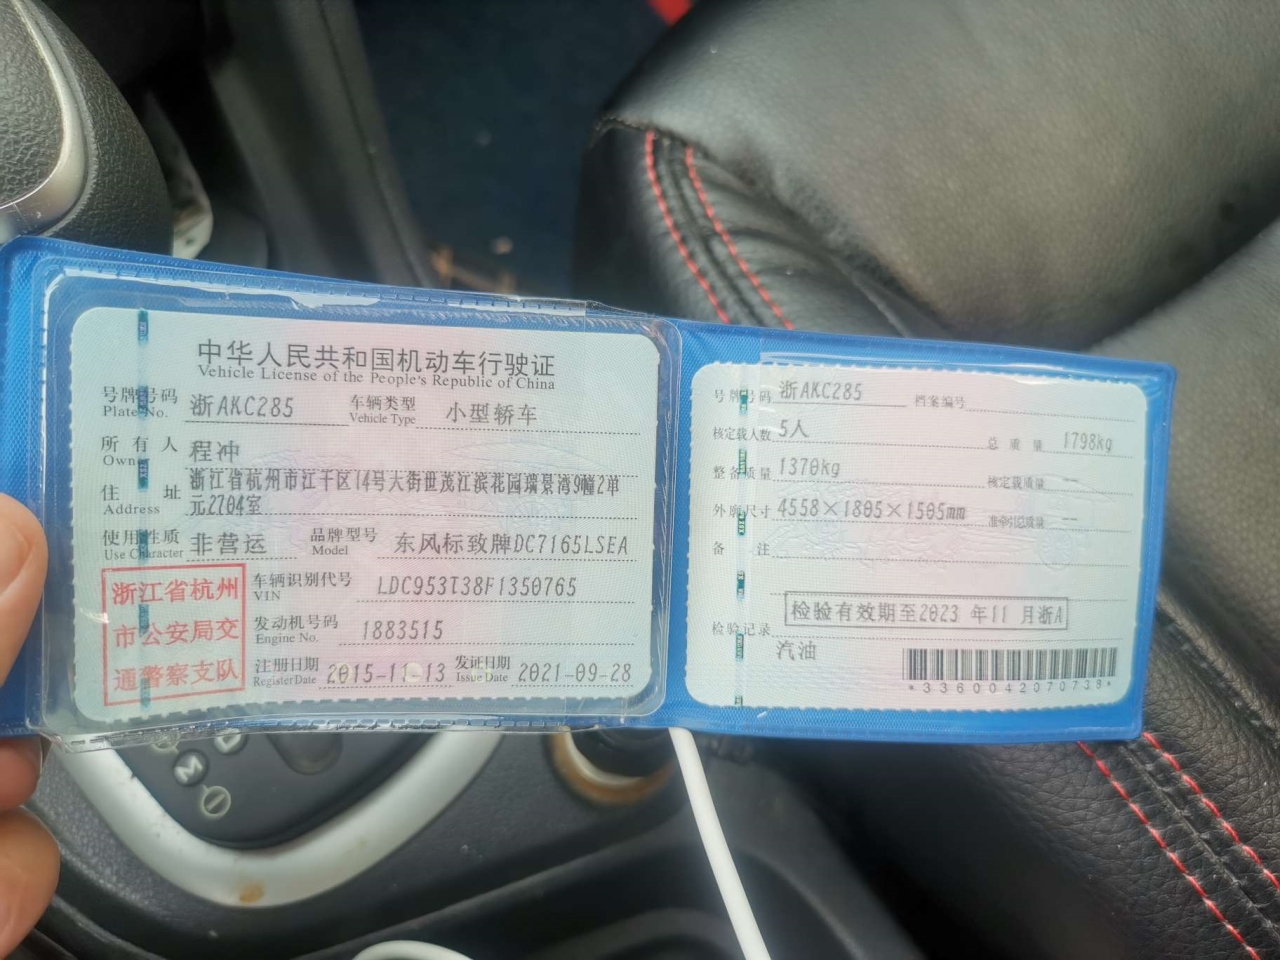 中华人民共和国机动车行驶证
Vehicle License of the People's Republic of China
号牌号码 浙AKC285 车辆类型 小型轿车
Plate No. Vehicle Type
所有人 程冲
Owner
住址 浙江省杭州市江干区14号大街世茂江滨花园瑞景湾9幢2单
Address 元2704室
使用性质 非营运 品牌型号 东风标致牌DC7165LSEA
Use Character Model
浙江省杭州
市公安局交
通警察支队
车辆识别代号 LDC953T38F1350765
VIN
发动机号码 1883515
Engine No.
注册日期 2015-11-13 发证日期 2021-09-28
Register Date Issue Date
号牌号码 浙AKC285 档案编号
核定载人数 5人 总质量 1798kg
整备质量 1370kg 核定载质量 --
外廓尺寸 4558×1805×1505mm 准牵引总质量 --
备注
检验有效期至2023 年11 月浙A
检验记录
汽油
*3360042070738*
M